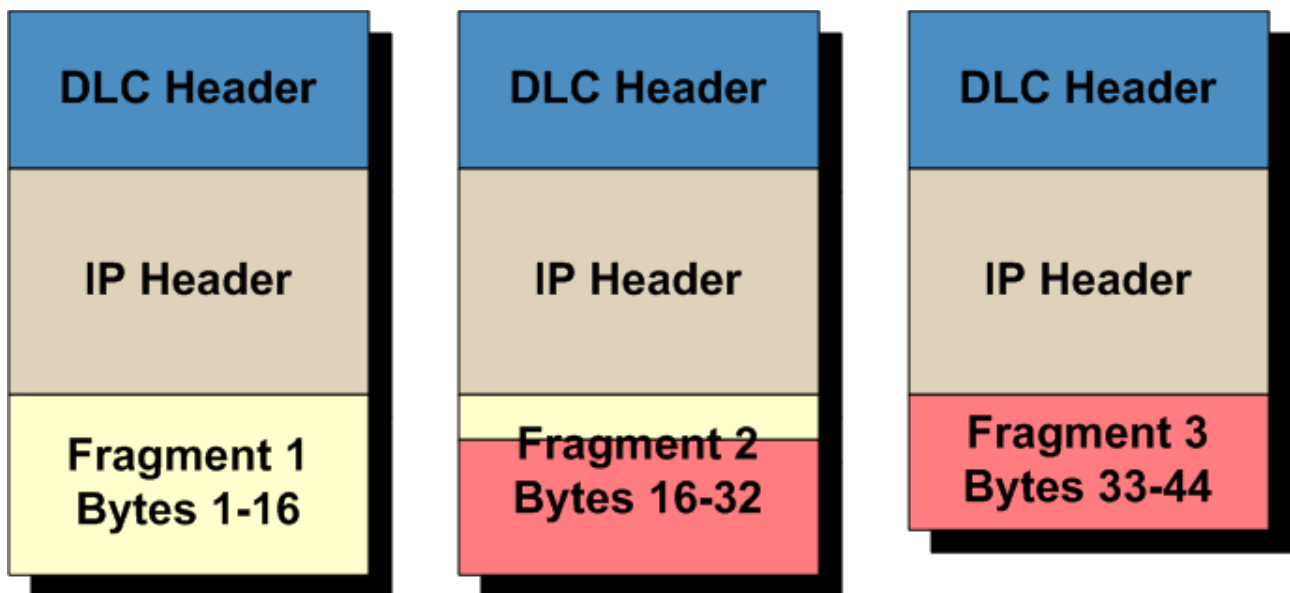 DLC Header
IP Header
Fragment 1
Bytes 1-16
DLC Header
IP Header
Fragment 2
Bytes 16-32
DLC Header
IP Header
Fragment 3
Bytes 33-44